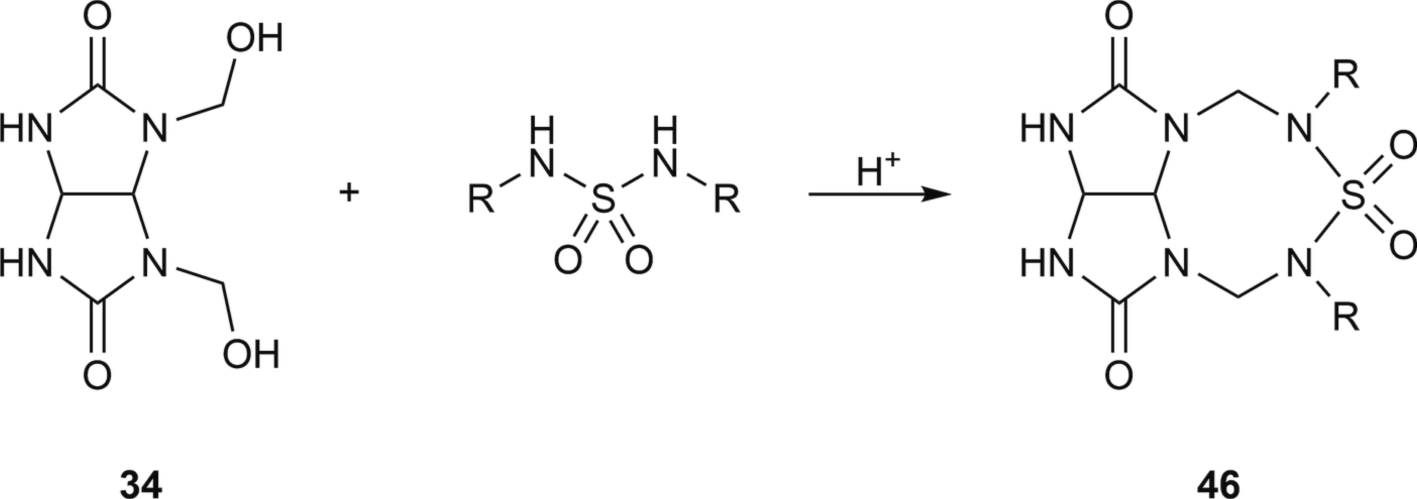 O O
OH R
HN N HN N N
H H O
+ R N S N R H+ S
O O O
HN N HN N N
OH R
O O
34 46